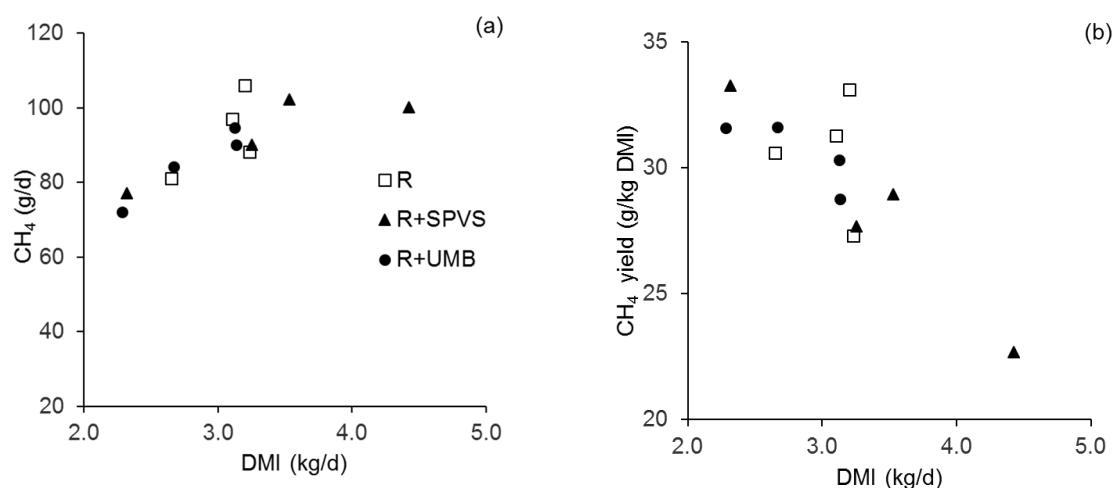 (a)
120
100
80
60
40
20
2.0 3.0 4.0 5.0
CH₄ (g/d)
DMI (kg/d)
R
R+SPVS
R+UMB
(b)
35
30
25
20
2.0 3.0 4.0 5.0
CH₄ yield (g/kg DMI)
DMI (kg/d)